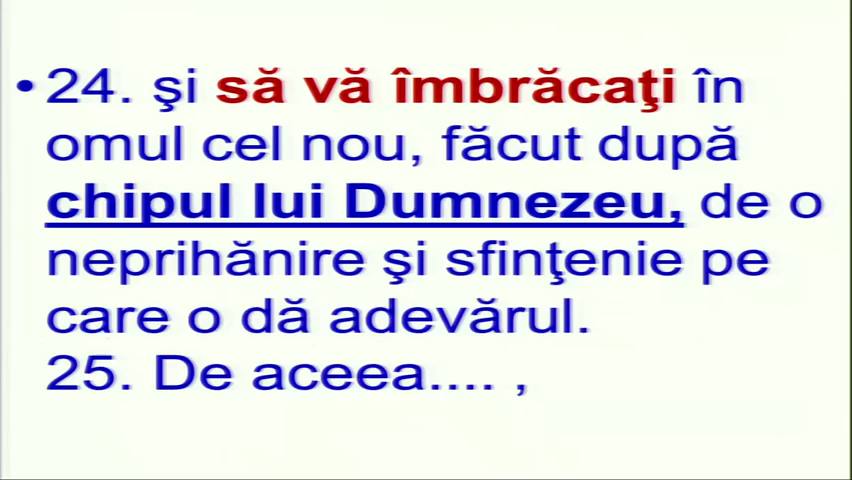 • 24. şi să vă îmbrăcaţi în
omul cel nou, făcut după
chipul lui Dumnezeu, de o
neprihănire şi sfinţenie pe
care o dă adevărul.
25. De aceea.... ,